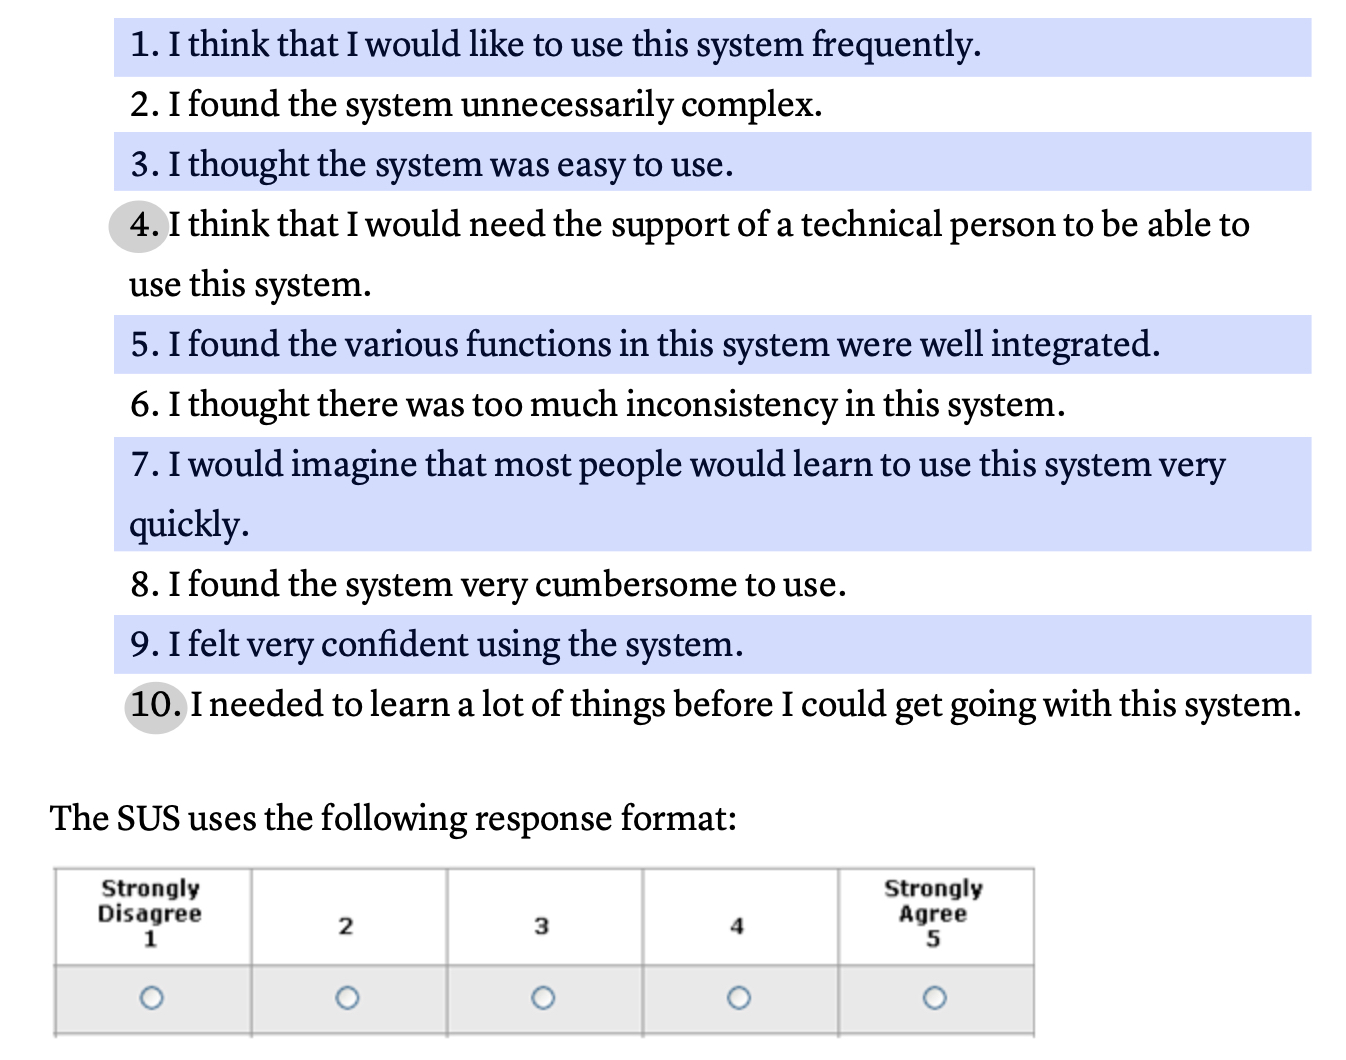 1. I think that I would like to use this system frequently.
2. I found the system unnecessarily complex.
3. I thought the system was easy to use.
4. I think that I would need the support of a technical person to be able to
use this system.
5. I found the various functions in this system were well integrated.
6. I thought there was too much inconsistency in this system.
7. I would imagine that most people would learn to use this system very
quickly.
8. I found the system very cumbersome to use.
9. I felt very confident using the system.
10. I needed to learn a lot of things before I could get going with this system.
The SUS uses the following response format:
Strongly
Disagree
1
2
3
4
Strongly
Agree
5